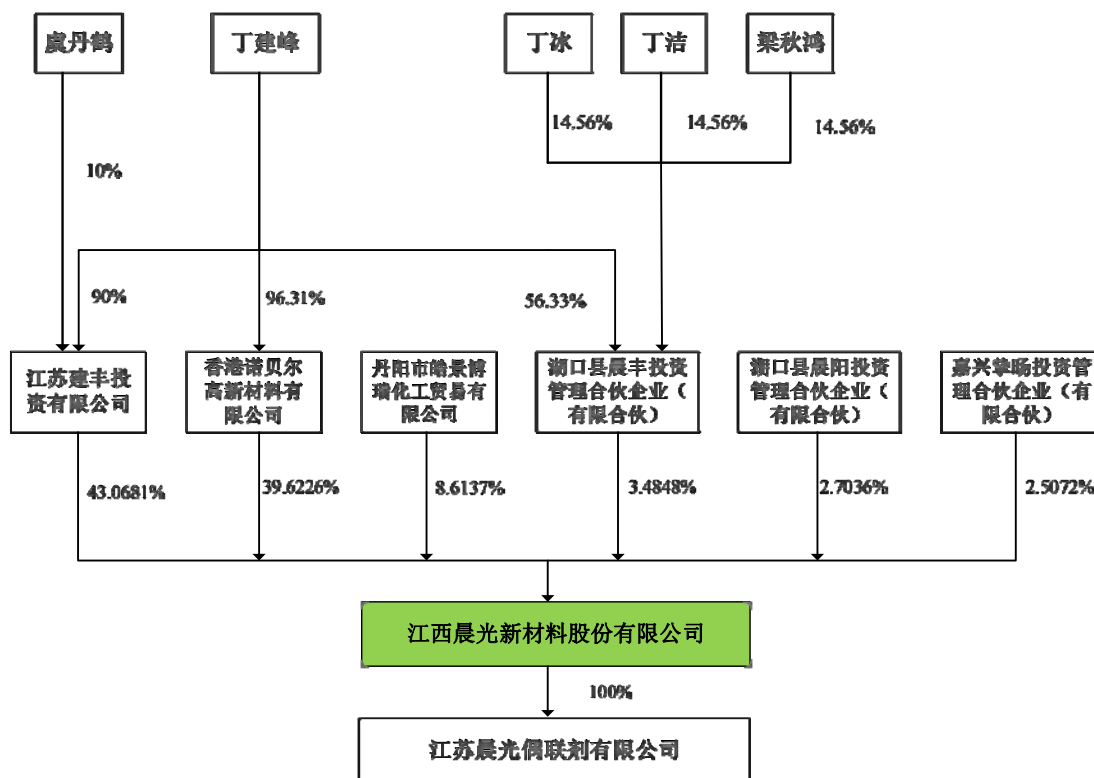 虞丹鹤
丁建峰
丁冰
丁洁
梁秋鸿
14.56%
14.56%
14.56%
10%
90%
96.31%
56.33%
江苏建丰投
资有限公司
香港诺贝尔
高新材料有
限公司
丹阳市皓景博
瑞化工贸易有
限公司
湖口县晨丰投资
管理合伙企业（
有限合伙）
湖口县晨阳投资
管理合伙企业（
有限合伙）
嘉兴挚旸投资管
理合伙企业（有
限合伙）
43.0681%
39.6226%
8.6137%
3.4848%
2.7036%
2.5072%
江西晨光新材料股份有限公司
100%
江苏晨光偶联剂有限公司